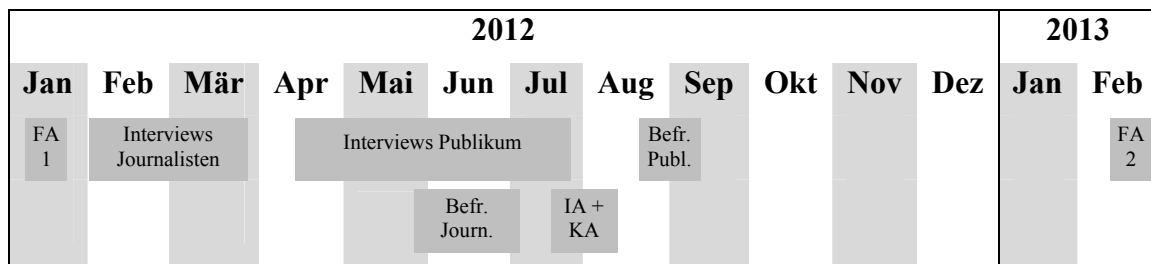 2012 2013
Jan Feb Mär Apr Mai Jun Jul Aug Sep Okt Nov Dez Jan Feb
FA
1
Interviews
Journalisten
Interviews Publikum
Befr.
Publ.
FA
2
Befr.
Journ.
IA +
KA